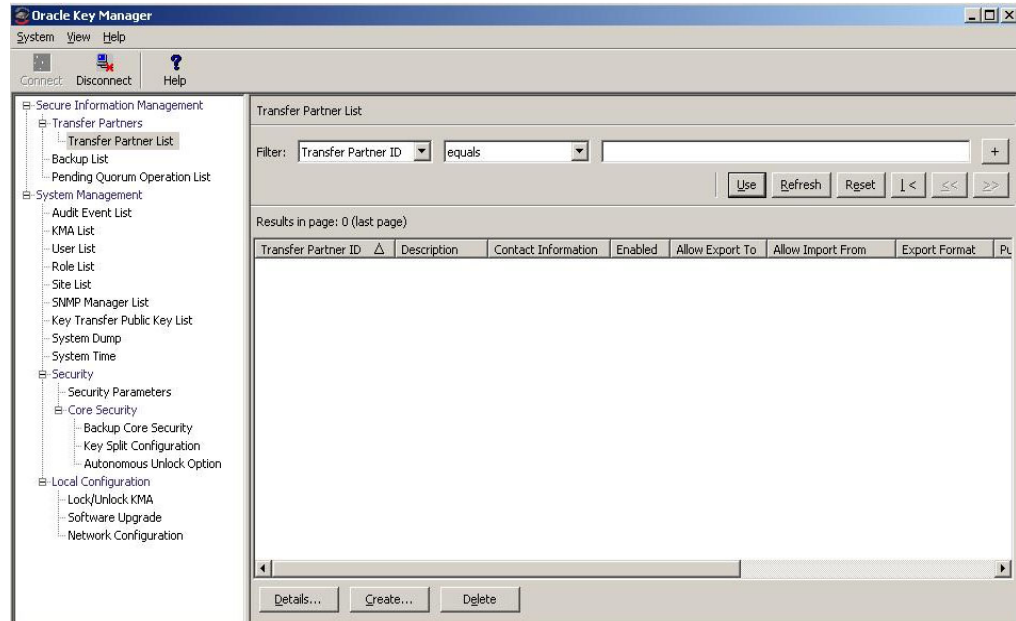 Oracle Key Manager
System View Help
Connect Disconnect Help
Secure Information Management
Transfer Partners
Transfer Partner List
Backup List
Pending Quorum Operation List
System Management
Audit Event List
KMA List
User List
Role List
Site List
SNMP Manager List
Key Transfer Public Key List
System Dump
System Time
Security
Security Parameters
Core Security
Backup Core Security
Key Split Configuration
Autonomous Unlock Option
Local Configuration
Lock/Unlock KMA
Software Upgrade
Network Configuration
Transfer Partner List
Filter: Transfer Partner ID equals +
Use Refresh Reset |< << >>
Results in page: 0 (last page)
Transfer Partner ID Description Contact Information Enabled Allow Export To Allow Import From Export Format Pu
Details... Create... Delete